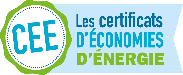 CEE
Les certificats
D'ÉCONOMIES
D'ÉNERGIE